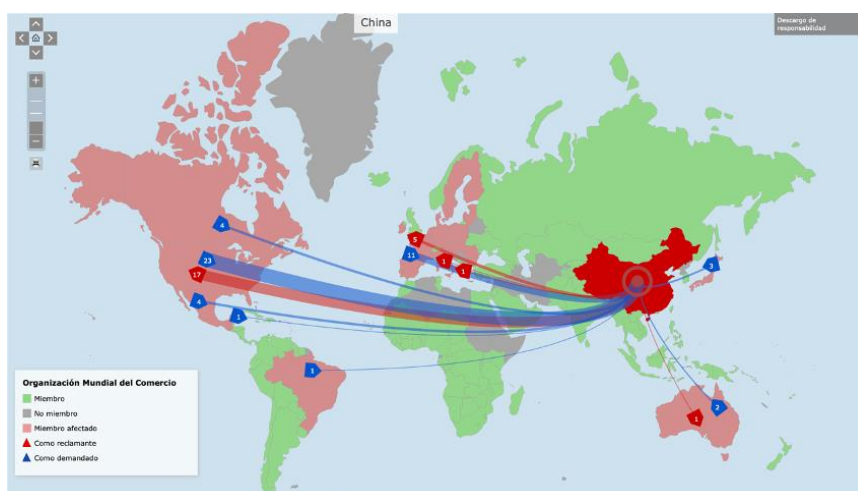 China
Descargo de
responsabilidad
4
23
17
4
1
1
5
11
1
1
3
2
1
Organización Mundial del Comercio
Miembro
No miembro
Miembro afectado
Como reclamante
Como demandado